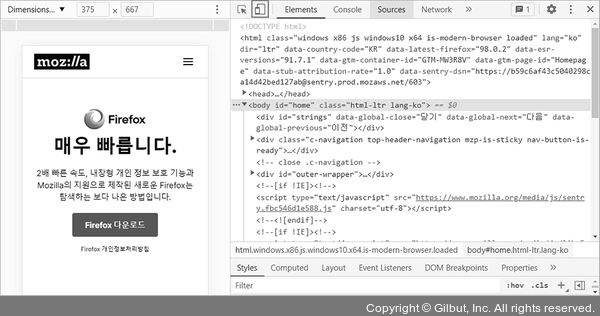 Dimensions...
375
×
667
moz://a
Firefox
매우 빠릅니다.
2배 빠른 속도, 내장형 개인 정보 보호 기능과
Mozilla의 지원으로 제작된 새로운 Firefox는
탐색하는 보다 나은 방법입니다.
Firefox 다운로드
Firefox 개인정보처리방침
Elements
Console
Sources
»
1
<!DOCTYPE html>
<html class="windows x86 js windows10 x64 is-modern-browser loaded" lang="ko"
dir="ltr" data-country-code="KR" data-latest-firefox="98.0.2" data-esr-
versions="91.7.1" data-gtm-container-id="GTM-MW3R8V" data-gtm-page-id="Homepage
" data-stub-attribution-rate="1.0" data-sentry-dsn="https://b59c6af43c5040298c
a14d42bed127ab@sentry.prod.mozaws.net/603">
<head>…</head>
<body id="home" class="html-ltr lang-ko"> == $0
<div id="strings" data-global-close="닫기" data-global-next="다음" data-
global-previous="이전"></div>
<div class="c-navigation top-header-navigation mzp-is-sticky nav-button-is-
ready">…</div>
<!-- close .c-navigation -->
<div id="outer-wrapper">…</div>
<!--[if !IE]><!-->
<script type="text/javascript" src="https://www.mozilla.org/media/js/sentr
y.fbc546d1e588.js" charset="utf-8"></script>
<!--<![endif]-->
<!--[if !IE]><!-->
html.windows.x86.js.windows10.x64.is-modern-browser.loaded
body#home.html-ltr.lang-ko
Styles
Computed
Layout
Event Listeners
DOM Breakpoints
Properties
»
Filter
:hov
.cls
+
Copyright © Gilbut, Inc. All rights reserved.